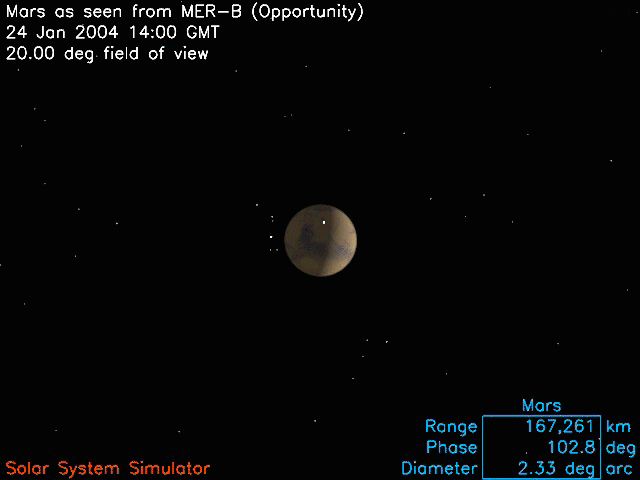 Mars as seen from MER-B (Opportunity)
24 Jan 2004 14:00 GMT
20.00 deg field of view
Mars
Range 167,261 km
Phase 102.8 deg
Diameter 2.33 deg arc
Solar System Simulator